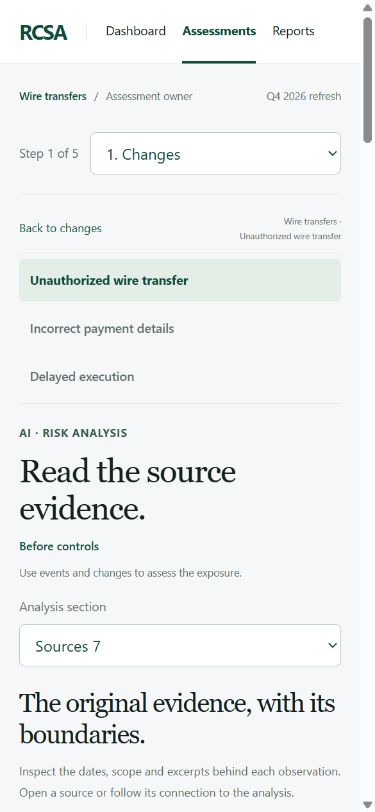 RCSA Dashboard Assessments Reports
Wire transfers / Assessment owner Q4 2026 refresh
Step 1 of 5 1. Changes
Back to changes
Wire transfers ·
Unauthorized wire transfer
Unauthorized wire transfer
Incorrect payment details
Delayed execution
AI · RISK ANALYSIS
Read the source
evidence.
Before controls
Use events and changes to assess the exposure.
Analysis section
Sources 7
The original evidence, with its
boundaries.
Inspect the dates, scope and excerpts behind each observation.
Open a source or follow its connection to the analysis.